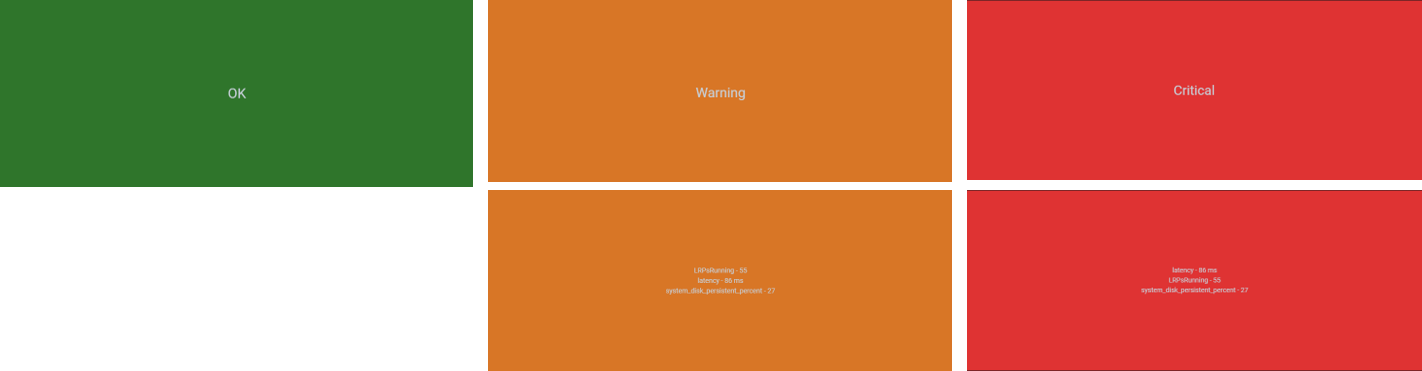 OK
Warning
Critical
LRPsRunning - 55
latency - 86 ms
system_disk_persistent_percent - 27
latency - 86 ms
LRPsRunning - 55
system_disk_persistent_percent - 27